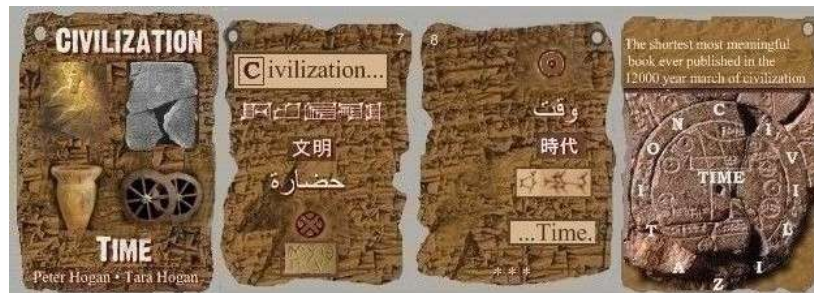 CIVILIZATION
TIME
Peter Hogan • Tara Hogan
7
Civilization...
文明
حضارة
8
وقت
時代
...Time.
***
The shortest most meaningful
book ever published in the
12000 year march of civilization
CIVILIZATION
TIME